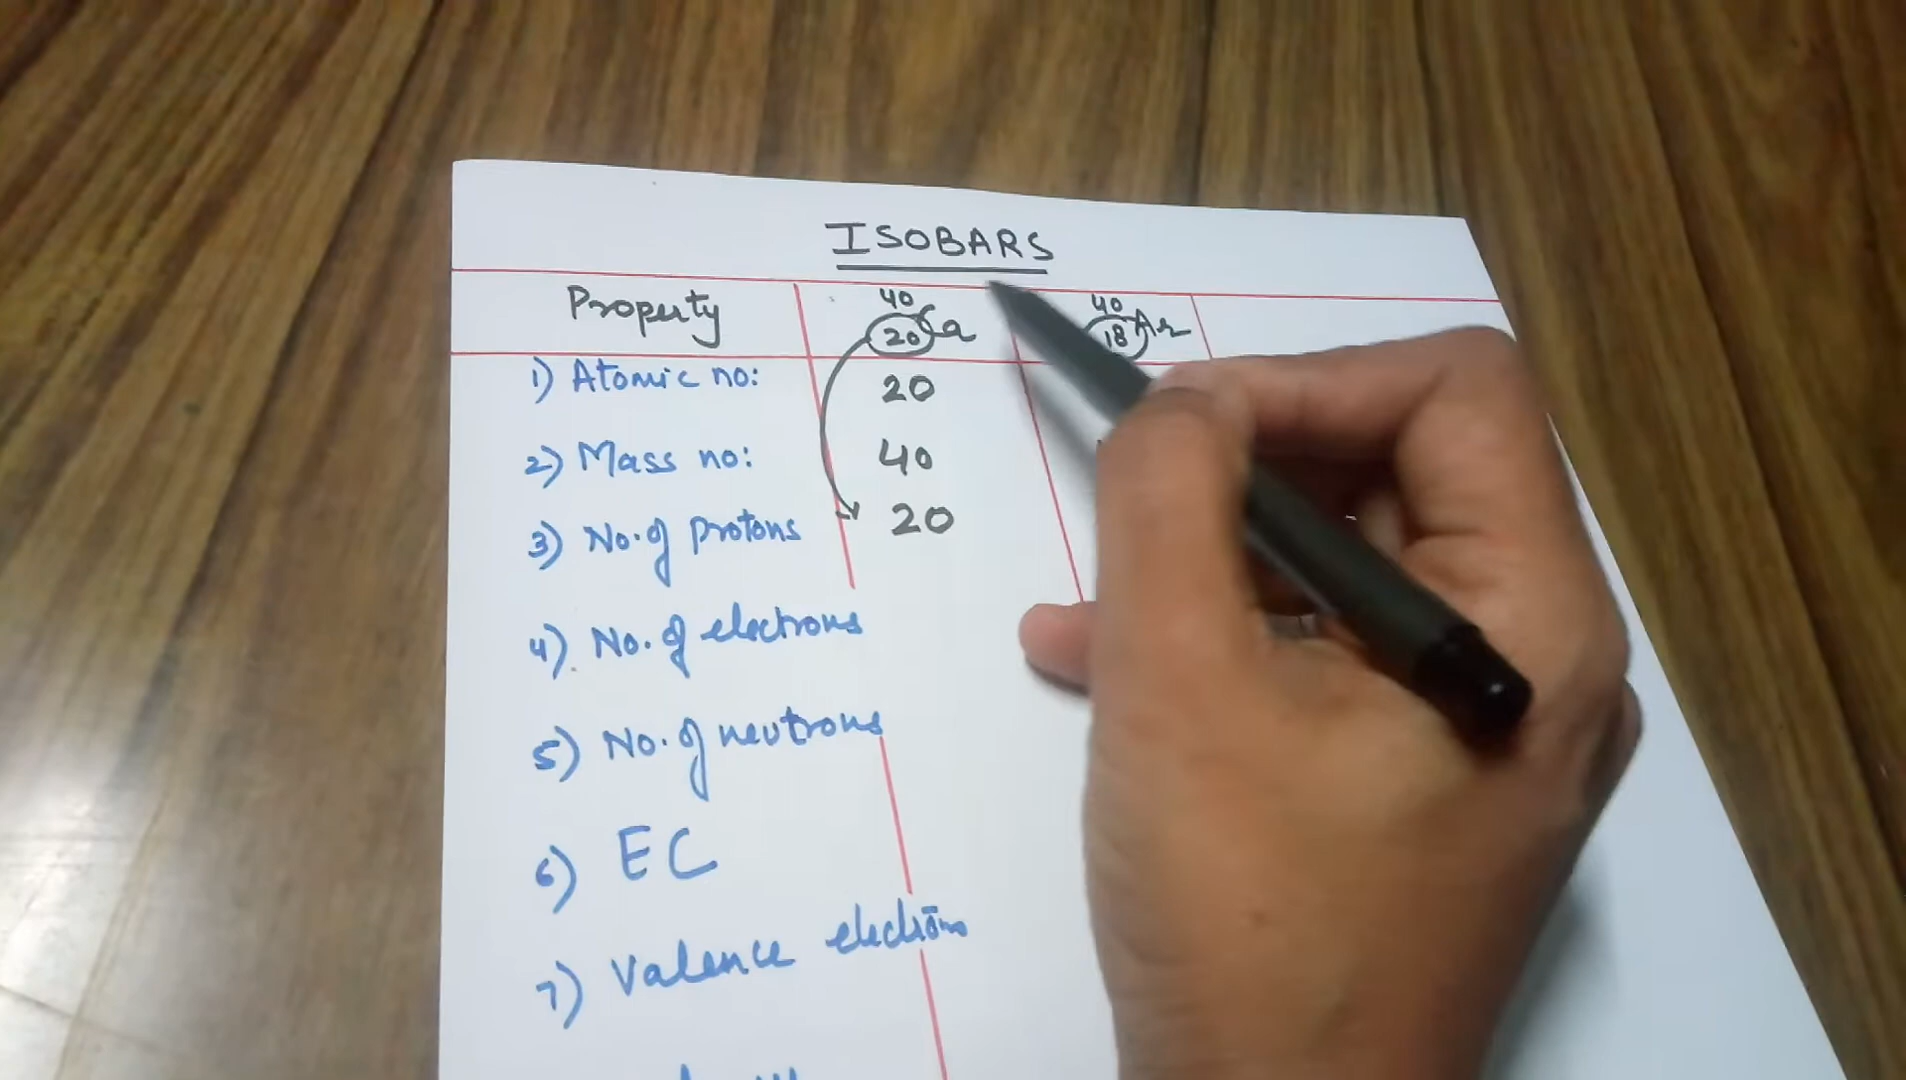 ISOBARS
Property 40 20 Ca 40 18 Ar
1) Atomic no: 20
2) Mass no: 40
3) No. of protons 20
4) No. of electrons
5) No. of neutrons
6) EC
7) Valence electrons